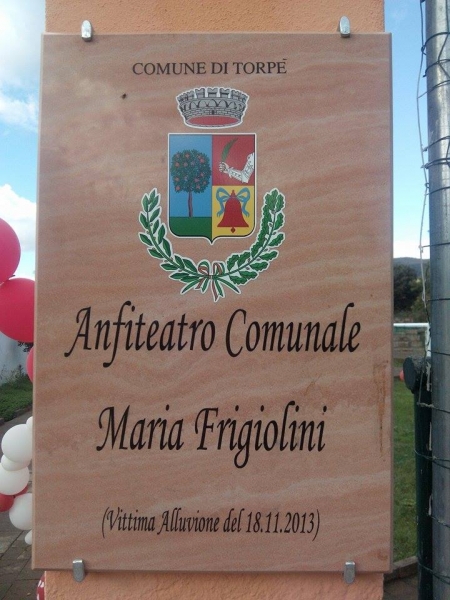 COMUNE DI TORPÈ
Anfiteatro Comunale
Maria Frigiolini
(Vittima Alluvione del 18.11.2013)